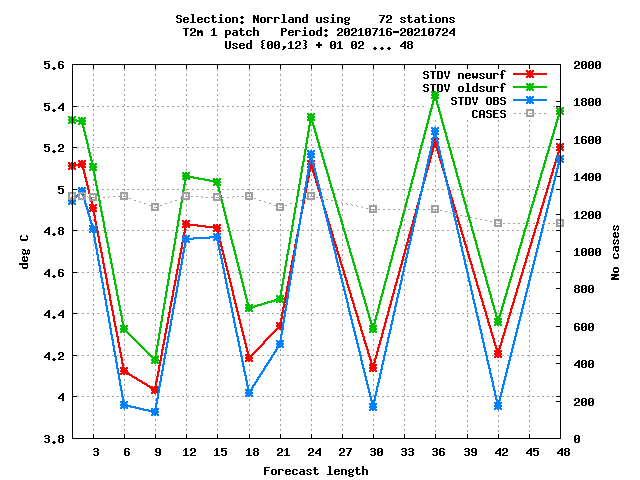 Selection: Norrland using    72 stations
T2m 1 patch   Period: 20210716-20210724
Used {00,12} + 01 02 ... 48
STDV newsurf
STDV oldsurf
STDV OBS
CASES
deg C
5.6
5.4
5.2
5
4.8
4.6
4.4
4.2
4
3.8
2000
1800
1600
1400
1200
1000
800
600
400
200
0
No cases
3 6 9 12 15 18 21 24 27 30 33 36 39 42 45 48
Forecast length